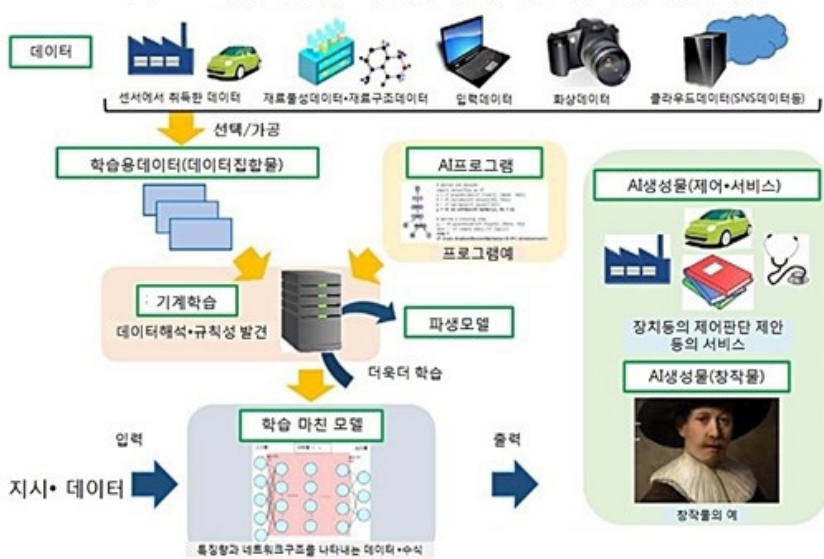 데이터
센서에서 취득한 데이터
재료물성데이터•재료구조데이터
입력데이터
화상데이터
클라우드데이터(SNS데이터등)
선택/가공
학습용데이터(데이터집합물)
AI프로그램
프로그램예
기계학습
데이터해석•규칙성 발견
파생모델
더욱더 학습
학습 마친 모델
입력
지시• 데이터
출력
특징량과 네트워크구조를 나타내는 데이터•수식
AI생성물(제어•서비스)
장치등의 제어판단 제안
등의 서비스
AI생성물(창작물)
창작물의 예